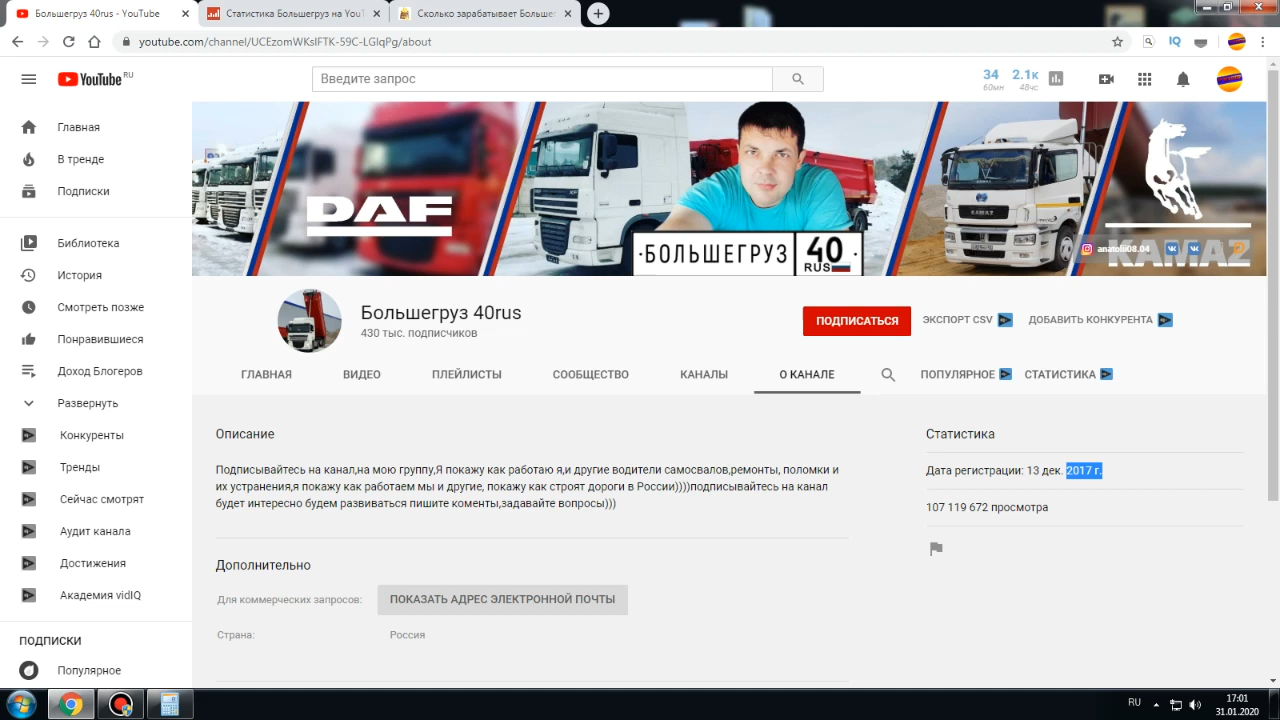 Большегруз 40rus - YouTube
Статистика Большегруз на YouT
Сколько зарабатывает Большег
youtube.com/channel/UCEzomWKsIFTK-59C-LGlqPg/about
IQ
YouTube RU
Введите запрос
34 2.1к
60мн 48чс
Главная
В тренде
Подписки
Библиотека
История
Смотреть позже
Понравившиеся
Доход Блогеров
Развернуть
Конкуренты
Тренды
Сейчас смотрят
Аудит канала
Достижения
Академия vidIQ
ПОДПИСКИ
Популярное
DAF
·БОЛЬШЕГРУЗ 40·
RUS
KAMAZ
anatolii08.04
KAMAZ
Большегруз 40rus
430 тыс. подписчиков
ПОДПИСАТЬСЯ
ЭКСПОРТ CSV
ДОБАВИТЬ КОНКУРЕНТА
ГЛАВНАЯ ВИДЕО ПЛЕЙЛИСТЫ СООБЩЕСТВО КАНАЛЫ О КАНАЛЕ ПОПУЛЯРНОЕ СТАТИСТИКА
Описание
Подписывайтесь на канал,на мою группу,Я покажу как работаю я,и другие водители самосвалов,ремонты, поломки и
их устранения,я покажу как работаем мы и другие, покажу как строят дороги в России))))подписывайтесь на канал
будет интересно будем развиваться пишите коменты,задавайте вопросы)))
Дополнительно
Для коммерческих запросов: ПОКАЗАТЬ АДРЕС ЭЛЕКТРОННОЙ ПОЧТЫ
Страна: Россия
Статистика
Дата регистрации: 13 дек. 2017 г.
107 119 672 просмотра
RU
17:01
31.01.2020